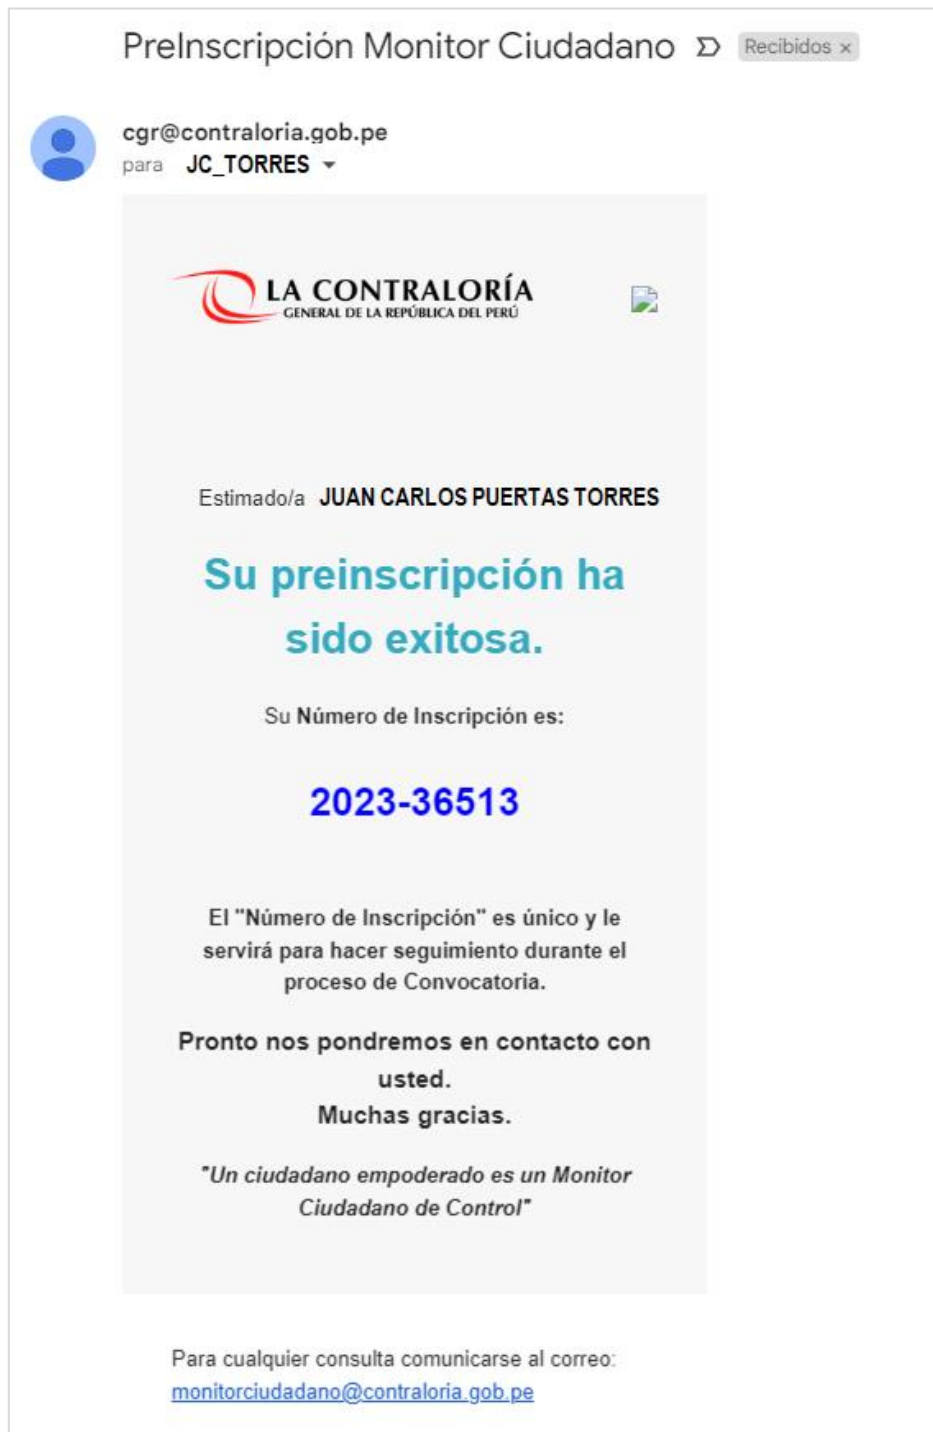 PreInscripción Monitor Ciudadano Recibidos x
cgr@contraloria.gob.pe
para JC_TORRES
LA CONTRALORÍA
GENERAL DE LA REPÚBLICA DEL PERÚ
Estimado/a JUAN CARLOS PUERTAS TORRES
Su preinscripción ha
sido exitosa.
Su Número de Inscripción es:
2023-36513
El "Número de Inscripción" es único y le
servirá para hacer seguimiento durante el
proceso de Convocatoria.
Pronto nos pondremos en contacto con
usted.
Muchas gracias.
"Un ciudadano empoderado es un Monitor
Ciudadano de Control"
Para cualquier consulta comunicarse al correo:
monitorciudadano@contraloria.gob.pe